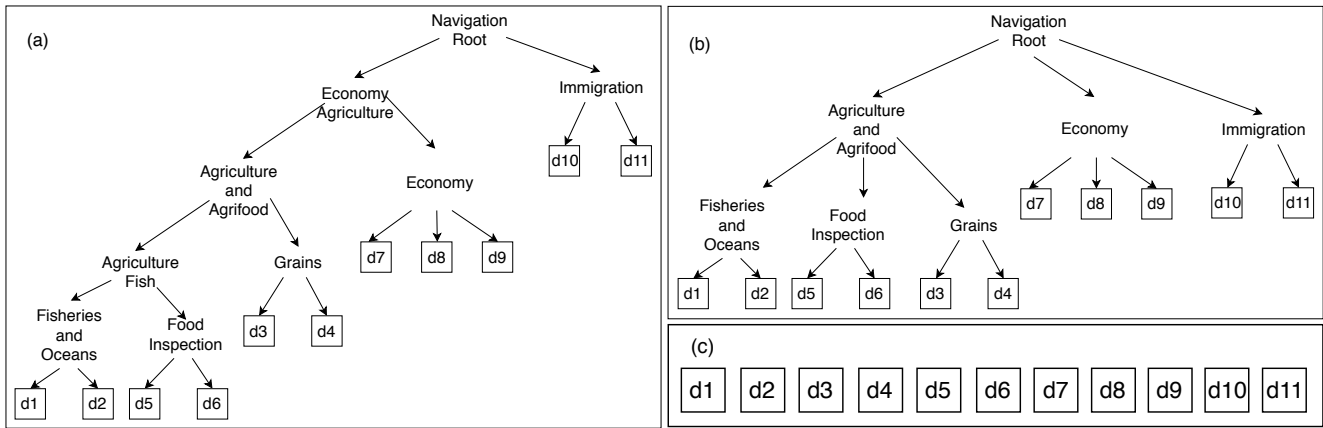 (a)
Navigation
Root
Economy
Agriculture
Immigration
d10
d11
Agriculture
and
Agrifood
Economy
d7
d8
d9
Agriculture
Fish
Grains
d3
d4
Fisheries
and
Oceans
Food
Inspection
d1
d2
d5
d6
(b)
Navigation
Root
Agriculture
and
Agrifood
Economy
Immigration
d7
d8
d9
d10
d11
Fisheries
and
Oceans
Food
Inspection
Grains
d1
d2
d5
d6
d3
d4
(c)
d1 d2 d3 d4 d5 d6 d7 d8 d9 d10 d11